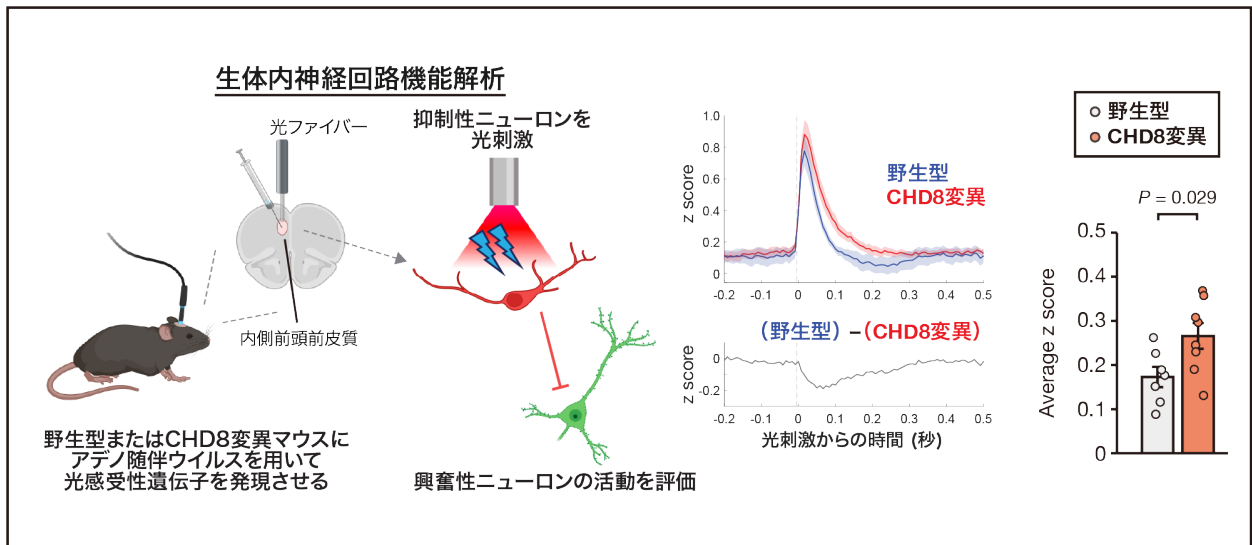 生体内神経回路機能解析
光ファイバー
内側前頭前皮質
野生型またはCHD8変異マウスに
アデノ随伴ウイルスを用いて
光感受性遺伝子を発現させる
抑制性ニューロンを
光刺激
興奮性ニューロンの活動を評価
z score
1.0
0.8
0.6
0.4
0.2
0
野生型
CHD8変異
-0.2 -0.1 0 0.1 0.2 0.3 0.4 0.5
(野生型) –(CHD8変異)
z score
0
-0.2
-0.2 -0.1 0 0.1 0.2 0.3 0.4 0.5
光刺激からの時間 (秒)
野生型
CHD8変異
P = 0.029
Average z score
0.5
0.4
0.3
0.2
0.1
0